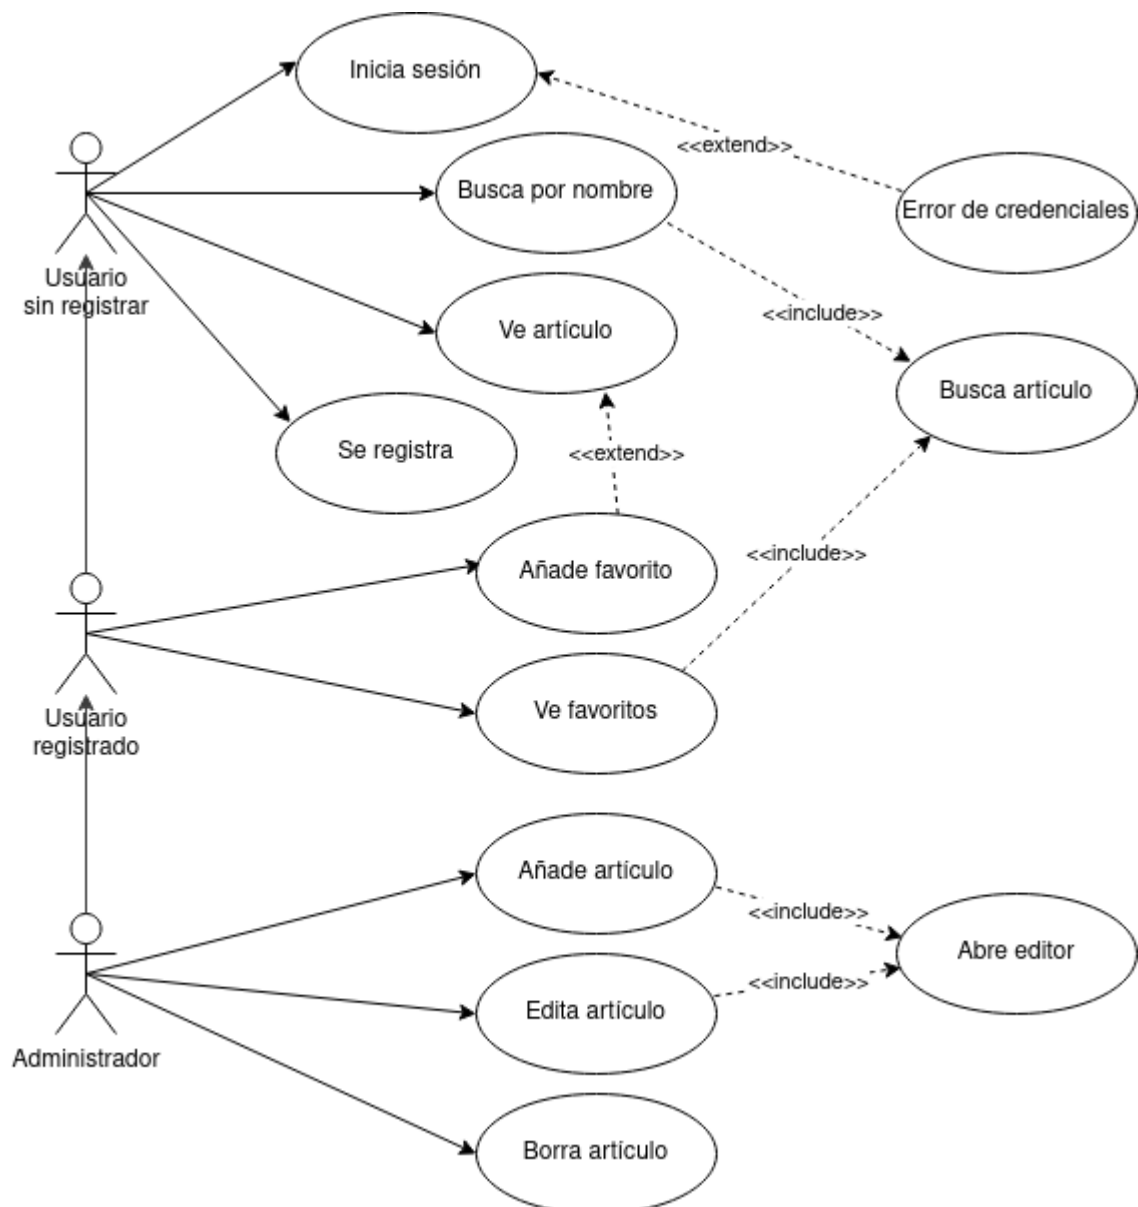 Inicia sesión
<<extend>>
Busca por nombre
Error de credenciales
Usuario
sin registrar
<<include>>
Ve artículo
Busca artículo
Se registra
<<extend>>
<<include>>
Añade favorito
Usuario
registrado
Ve favoritos
Añade artículo
<<include>>
Abre editor
<<include>>
Edita artículo
Administrador
Borra artículo